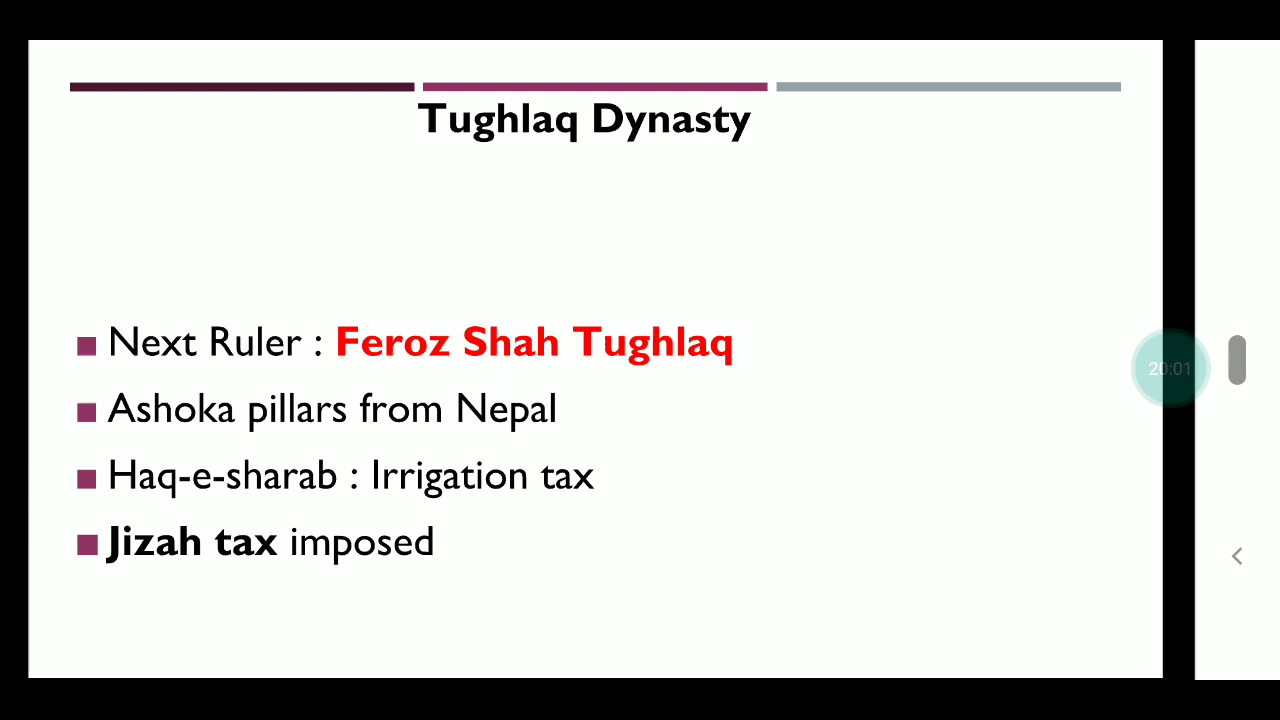 Tughlaq Dynasty
Next Ruler : Feroz Shah Tughlaq
Ashoka pillars from Nepal
Haq-e-sharab : Irrigation tax
Jizah tax imposed
20:01